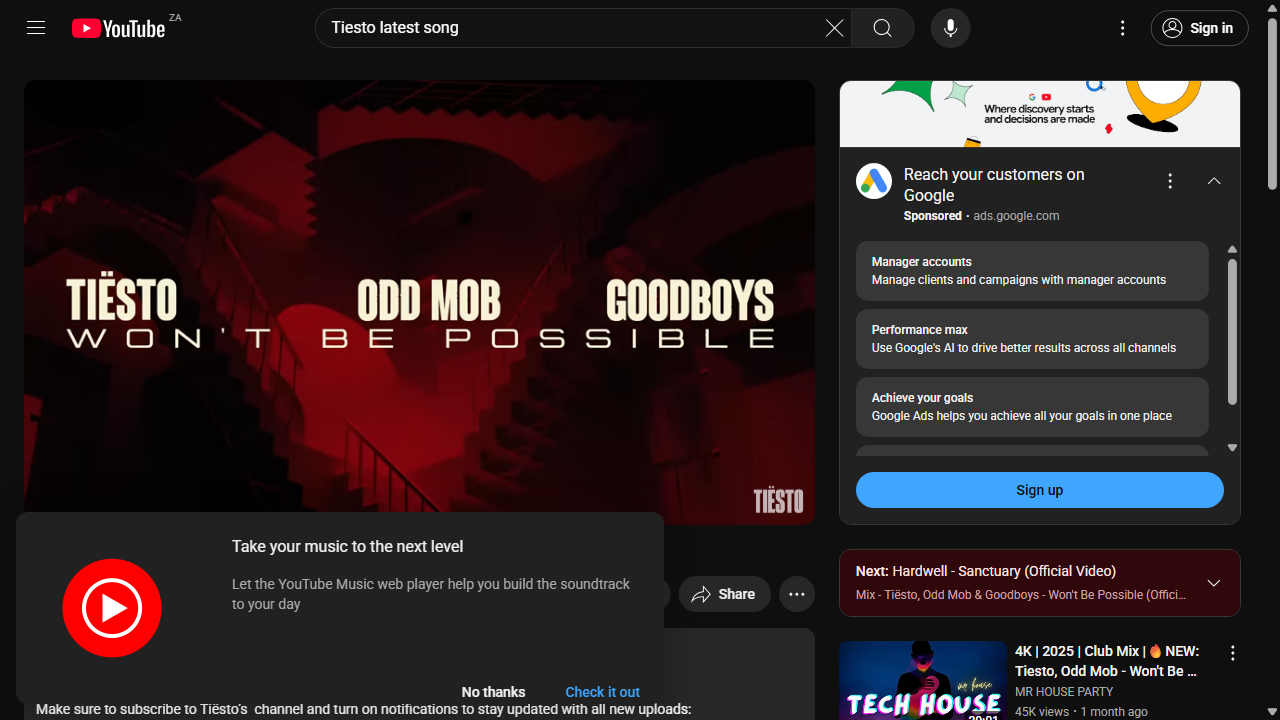 YouTube ZA
Tiesto latest song
Sign in
TIËSTO ODD MOB GOODBOYS
WON'T BE POSSIBLE
TIËSTO
Take your music to the next level
Let the YouTube Music web player help you build the soundtrack
to your day
No thanks Check it out
Share
Make sure to subscribe to Tiësto's channel and turn on notifications to stay updated with all new uploads:
Where discovery starts
and decisions are made
Reach your customers on
Google
Sponsored · ads.google.com
Manager accounts
Manage clients and campaigns with manager accounts
Performance max
Use Google's AI to drive better results across all channels
Achieve your goals
Google Ads helps you achieve all your goals in one place
Sign up
Next: Hardwell - Sanctuary (Official Video)
Mix - Tiësto, Odd Mob & Goodboys - Won't Be Possible (Offici...
mr house
TECH HOUSE
4K | 2025 | Club Mix | 🔥 NEW:
Tiesto, Odd Mob - Won't Be ...
MR HOUSE PARTY
45K views · 1 month ago